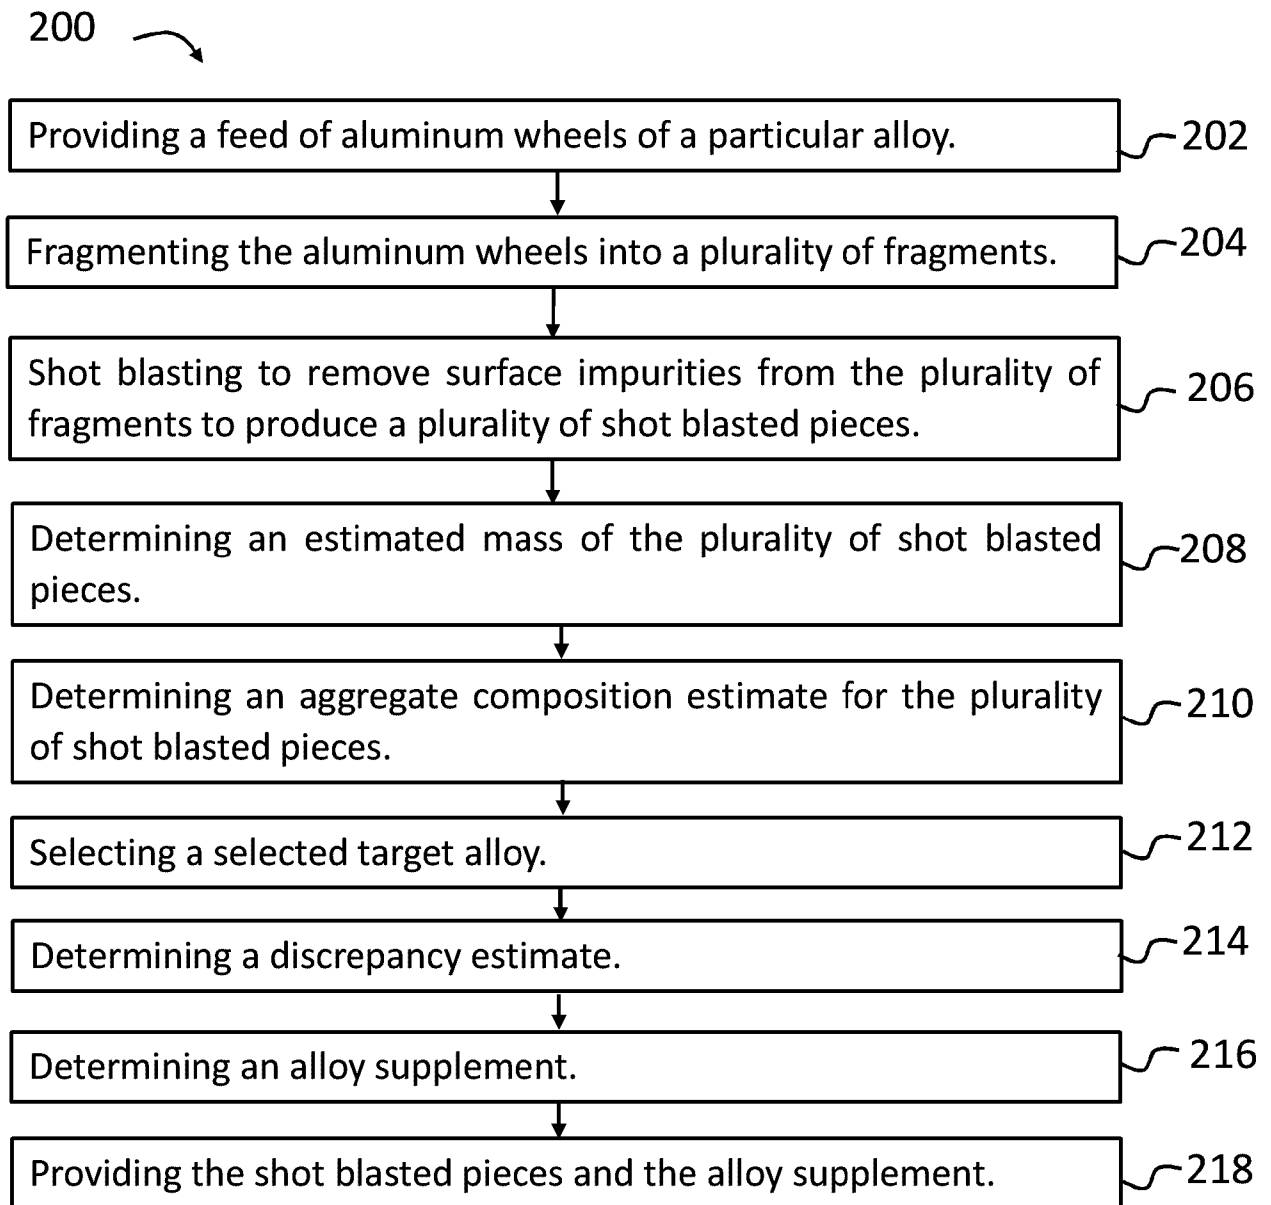 200
Providing a feed of aluminum wheels of a particular alloy.
202
Fragmenting the aluminum wheels into a plurality of fragments.
204
Shot blasting to remove surface impurities from the plurality of
fragments to produce a plurality of shot blasted pieces.
206
Determining an estimated mass of the plurality of shot blasted
pieces.
208
Determining an aggregate composition estimate for the plurality
of shot blasted pieces.
210
Selecting a selected target alloy.
212
Determining a discrepancy estimate.
214
Determining an alloy supplement.
216
Providing the shot blasted pieces and the alloy supplement.
218